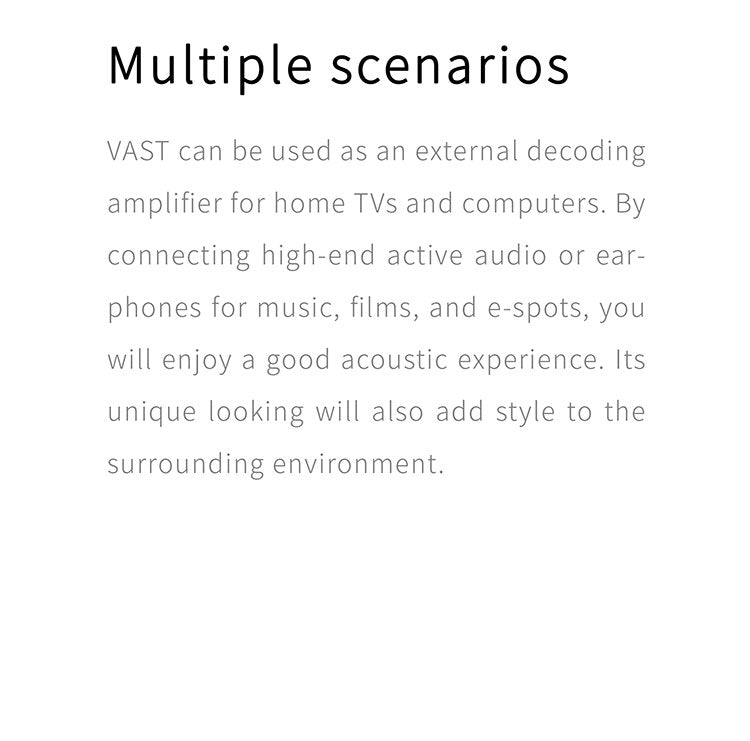 Multiple scenarios
VAST can be used as an external decoding
amplifier for home TVs and computers. By
connecting high-end active audio or ear-
phones for music, films, and e-spots, you
will enjoy a good acoustic experience. Its
unique looking will also add style to the
surrounding environment.